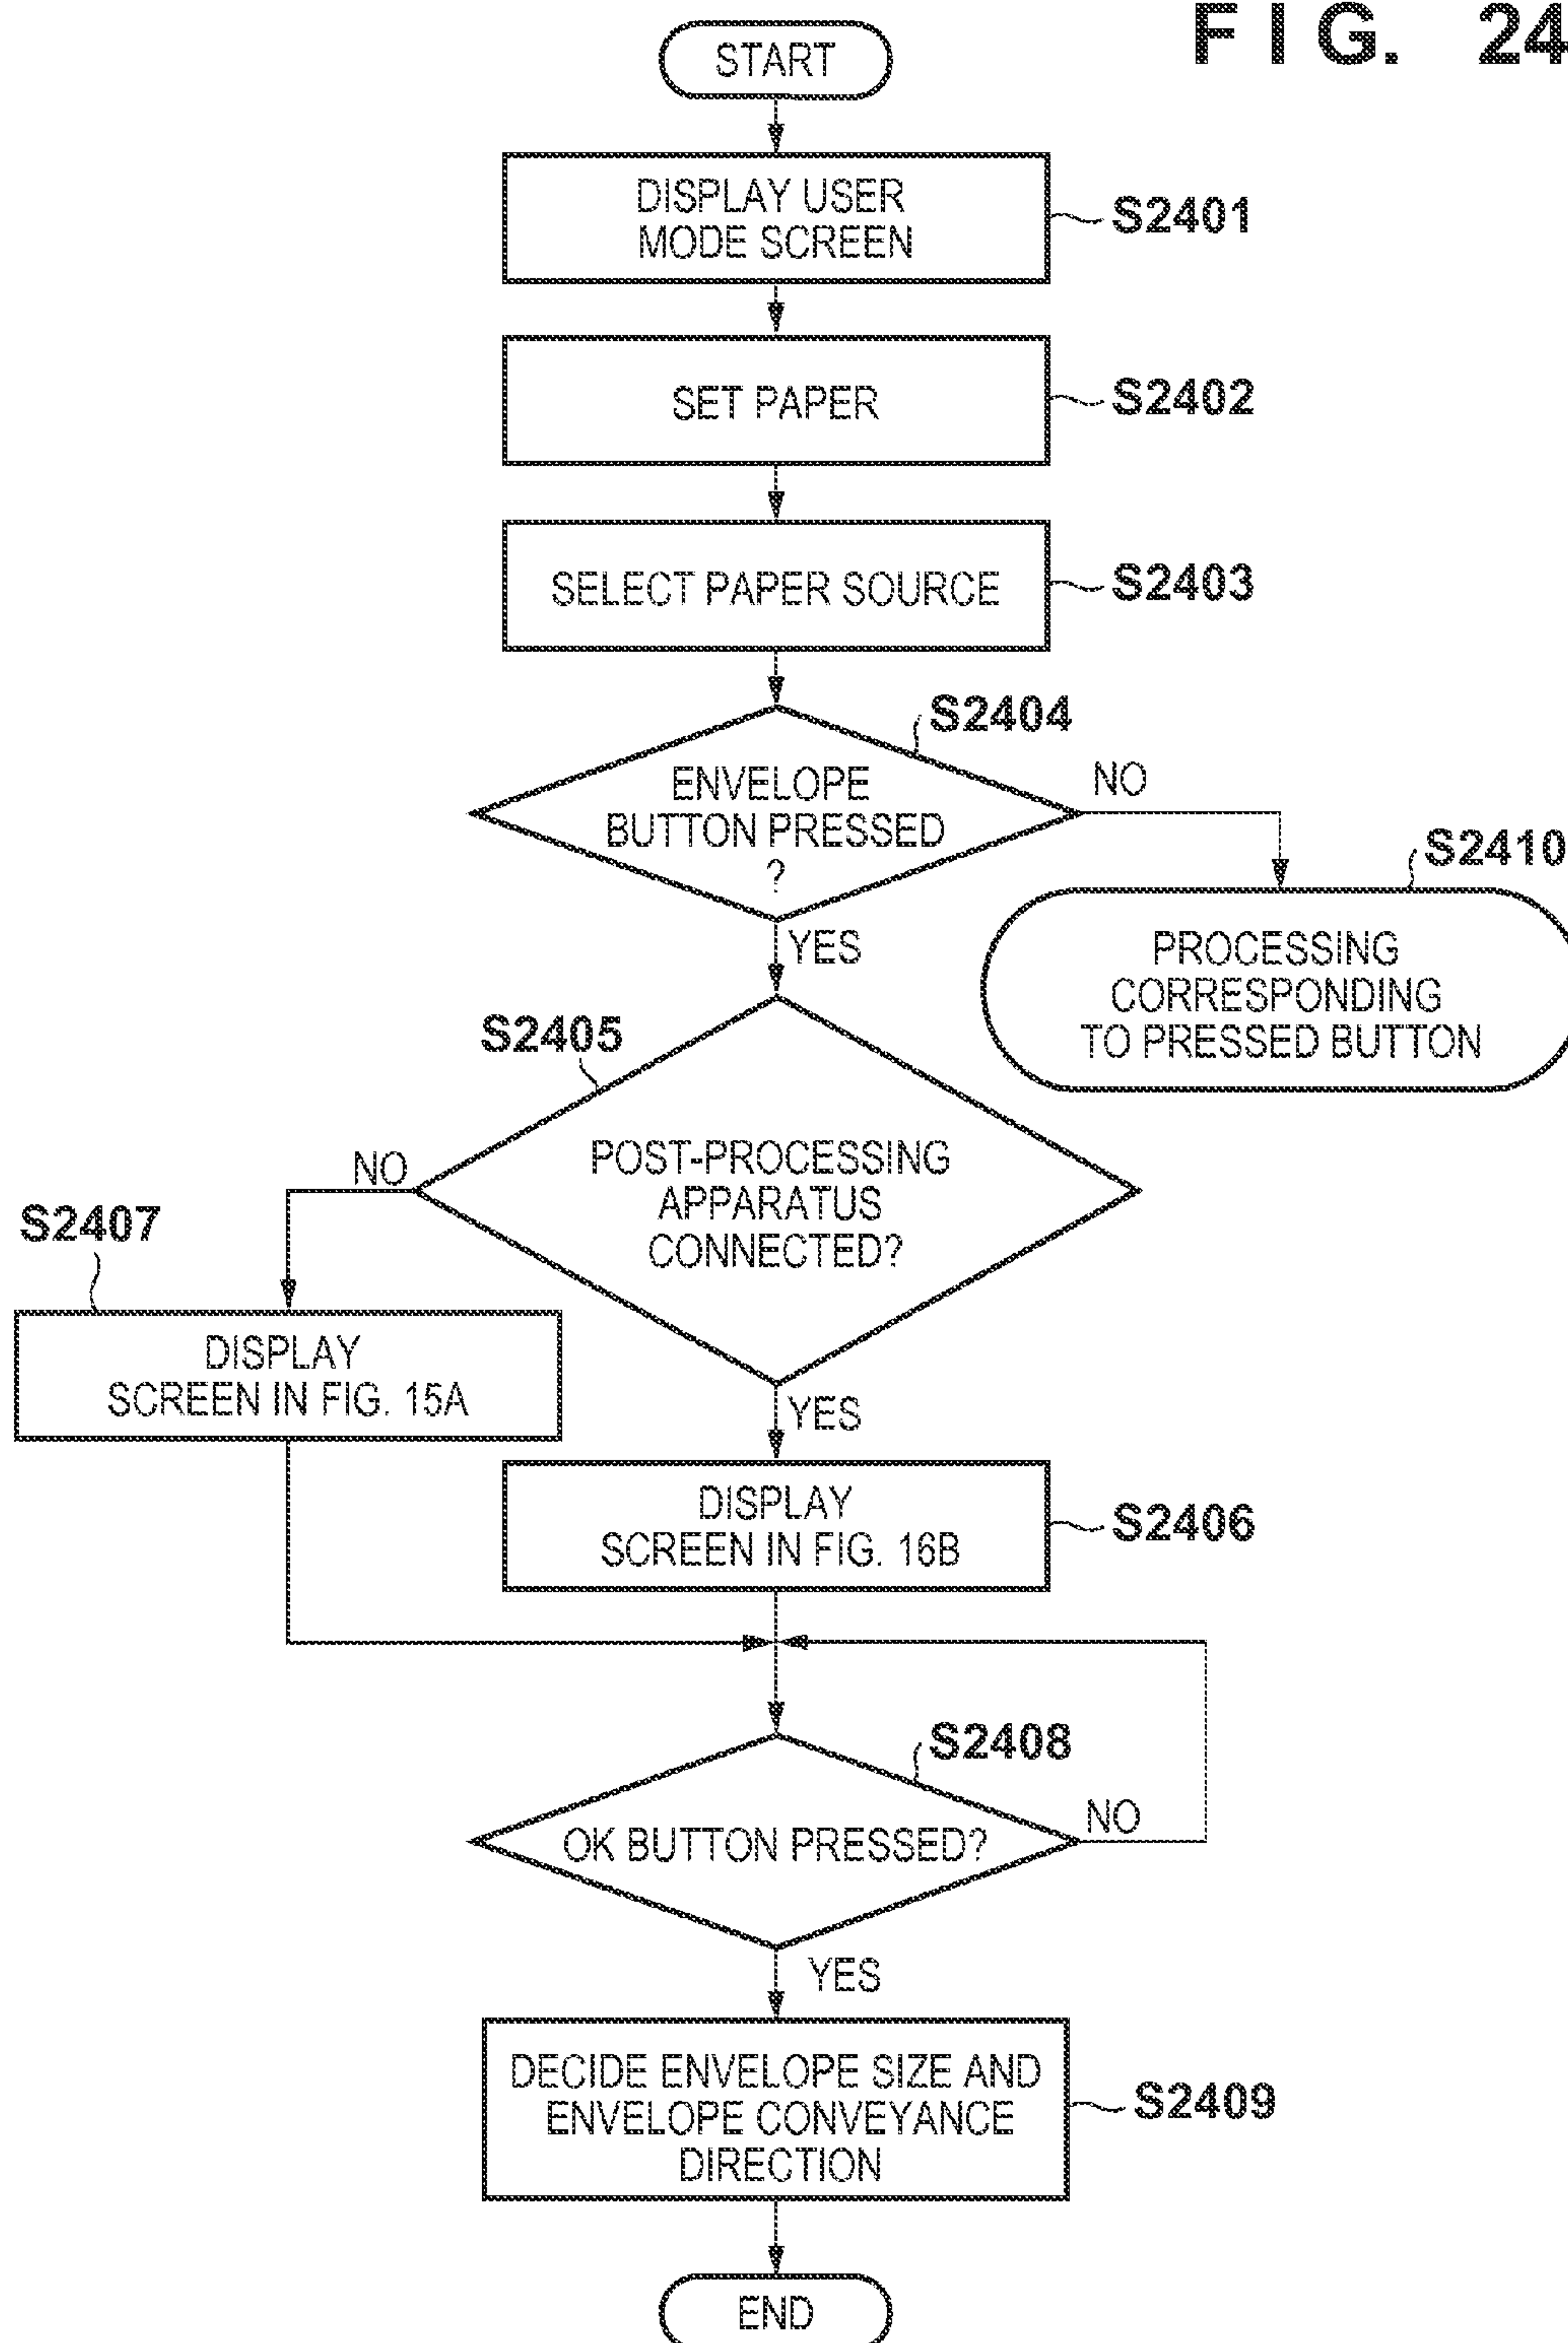 FIG. 24
START
DISPLAY USER
MODE SCREEN
S2401
SET PAPER
S2402
SELECT PAPER SOURCE
S2403
S2404
ENVELOPE
BUTTON PRESSED
?
NO
YES
S2410
PROCESSING
CORRESPONDING
TO PRESSED BUTTON
S2405
POST-PROCESSING
APPARATUS
CONNECTED?
NO
YES
S2407
DISPLAY
SCREEN IN FIG. 15A
DISPLAY
SCREEN IN FIG. 16B
S2406
S2408
OK BUTTON PRESSED?
NO
YES
DECIDE ENVELOPE SIZE AND
ENVELOPE CONVEYANCE
DIRECTION
S2409
END